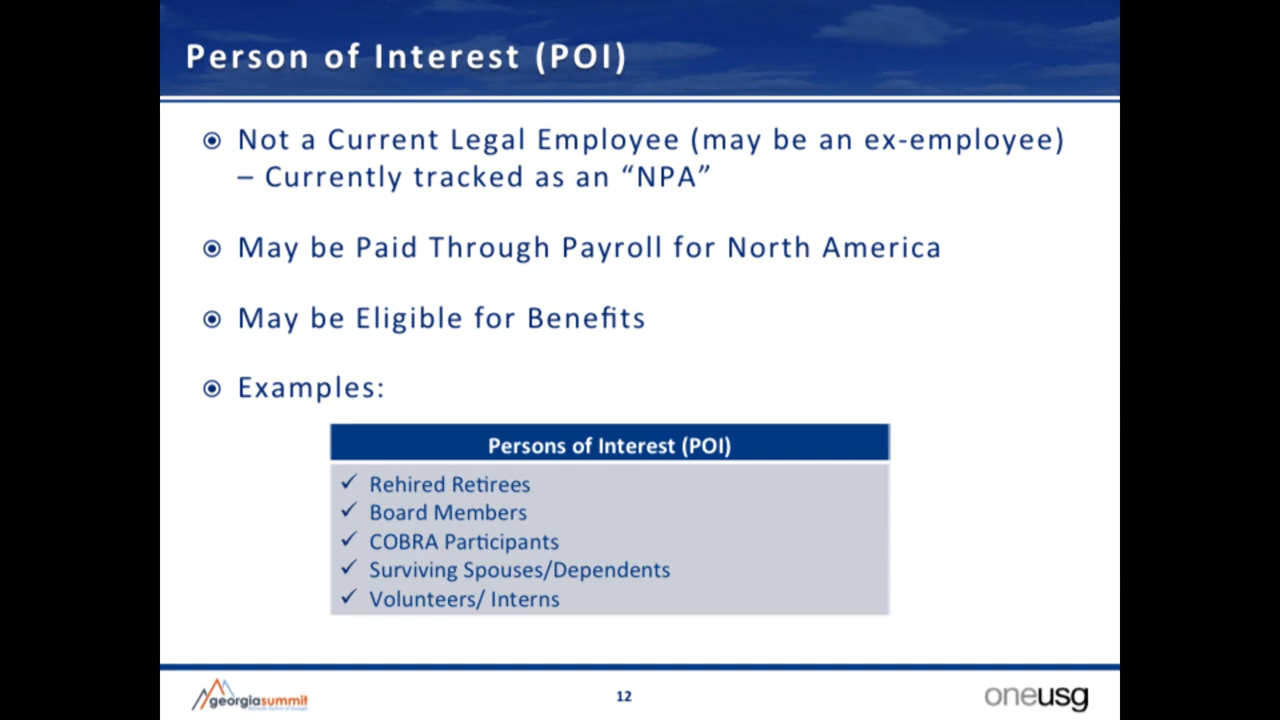 Person of Interest (POI)
Not a Current Legal Employee (may be an ex-employee)
– Currently tracked as an “NPA”
May be Paid Through Payroll for North America
May be Eligible for Benefits
Examples:
Persons of Interest (POI)
✓ Rehired Retirees
✓ Board Members
✓ COBRA Participants
✓ Surviving Spouses/Dependents
✓ Volunteers/ Interns
georgiasummit
12
oneusg